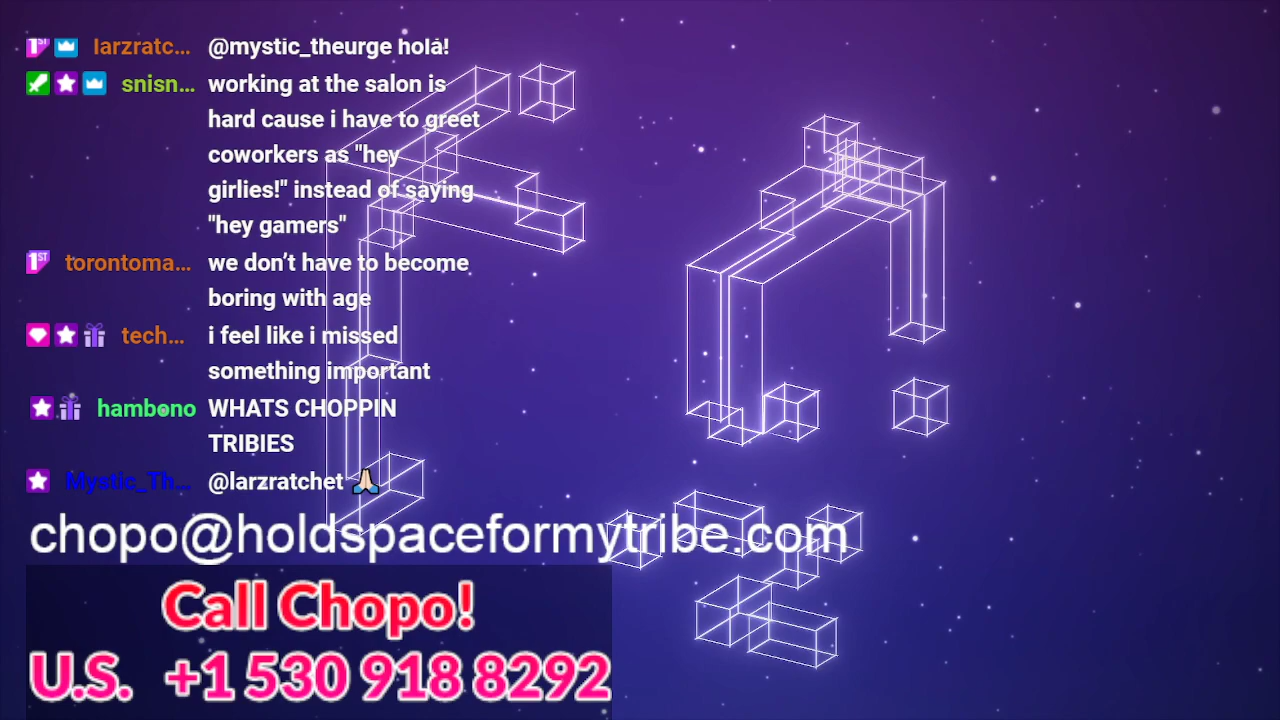 larzratc... @mystic_theurge holá!
snisn... working at the salon is
hard cause i have to greet
coworkers as "hey
girlies!" instead of saying
"hey gamers"
torontoma... we don’t have to become
boring with age
tech... i feel like i missed
something important
hambono WHATS CHOPPIN
TRIBIES
Mystic_Th... @larzratchet 🙏🏻
chopo@holdspaceformytribe.com
Call Chopo!
U.S. +1 530 918 8292